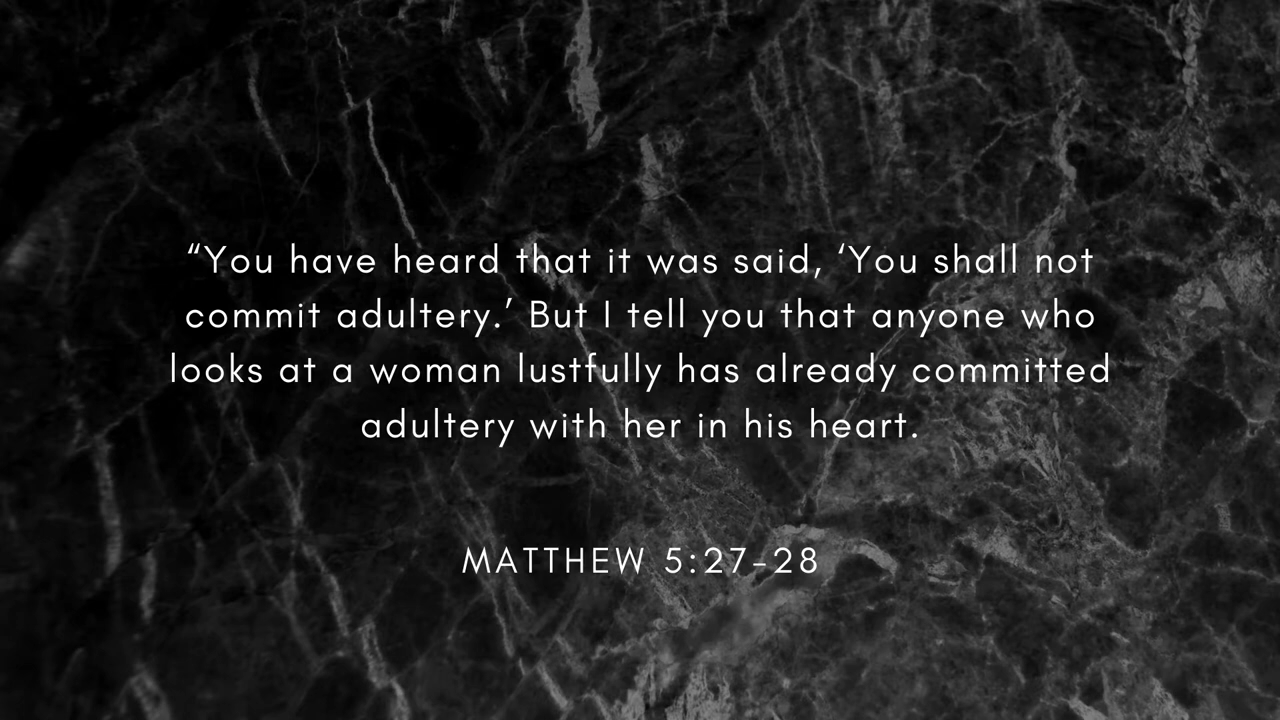 “You have heard that it was said, ‘You shall not
commit adultery.’ But I tell you that anyone who
looks at a woman lustfully has already committed
adultery with her in his heart.
MATTHEW 5:27-28